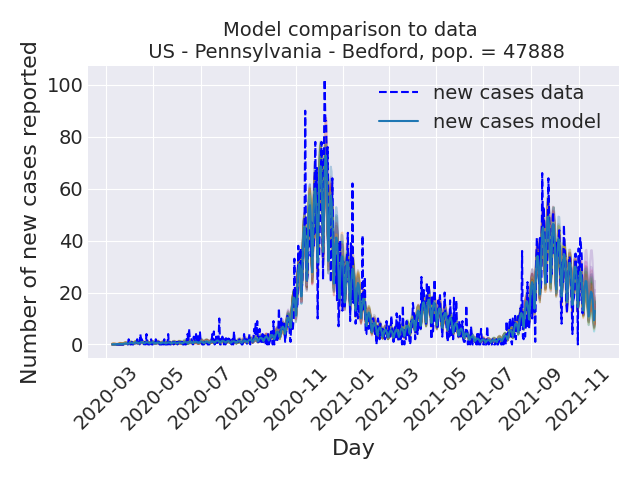 Model comparison to data
US - Pennsylvania - Bedford, pop. = 47888
Number of new cases reported
100
80
60
40
20
0
new cases data
new cases model
2020-03
2020-05
2020-07
2020-09
2020-11
2021-01
2021-03
2021-05
2021-07
2021-09
2021-11
Day